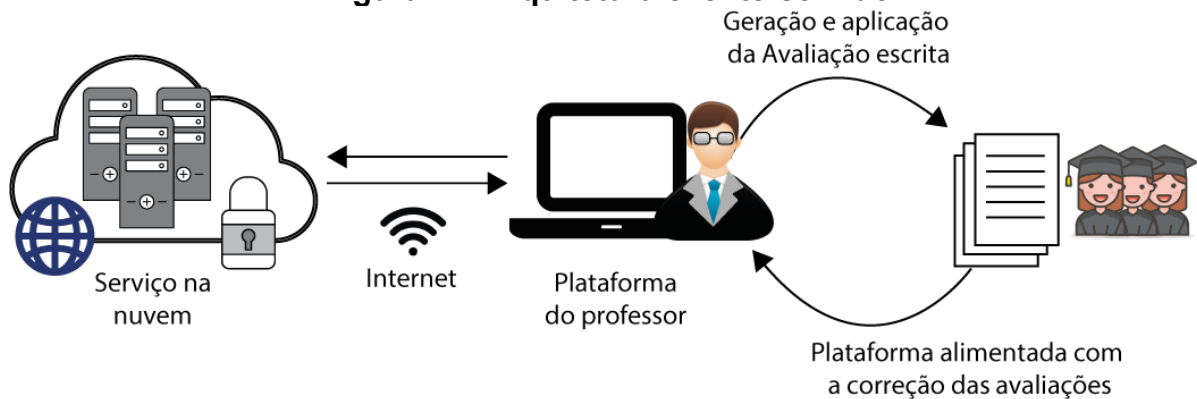 Geração e aplicação
da Avaliação escrita
Serviço na
nuvem
Internet
Plataforma
do professor
Plataforma alimentada com
a correção das avaliações